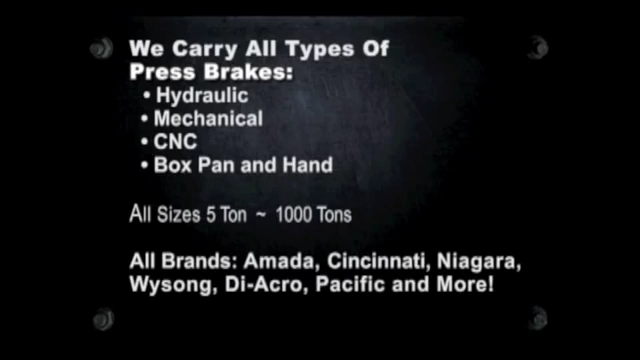 We Carry All Types Of
Press Brakes:
• Hydraulic
• Mechanical
• CNC
• Box Pan and Hand
All Sizes 5 Ton ~ 1000 Tons
All Brands: Amada, Cincinnati, Niagara,
Wysong, Di-Acro, Pacific and More!